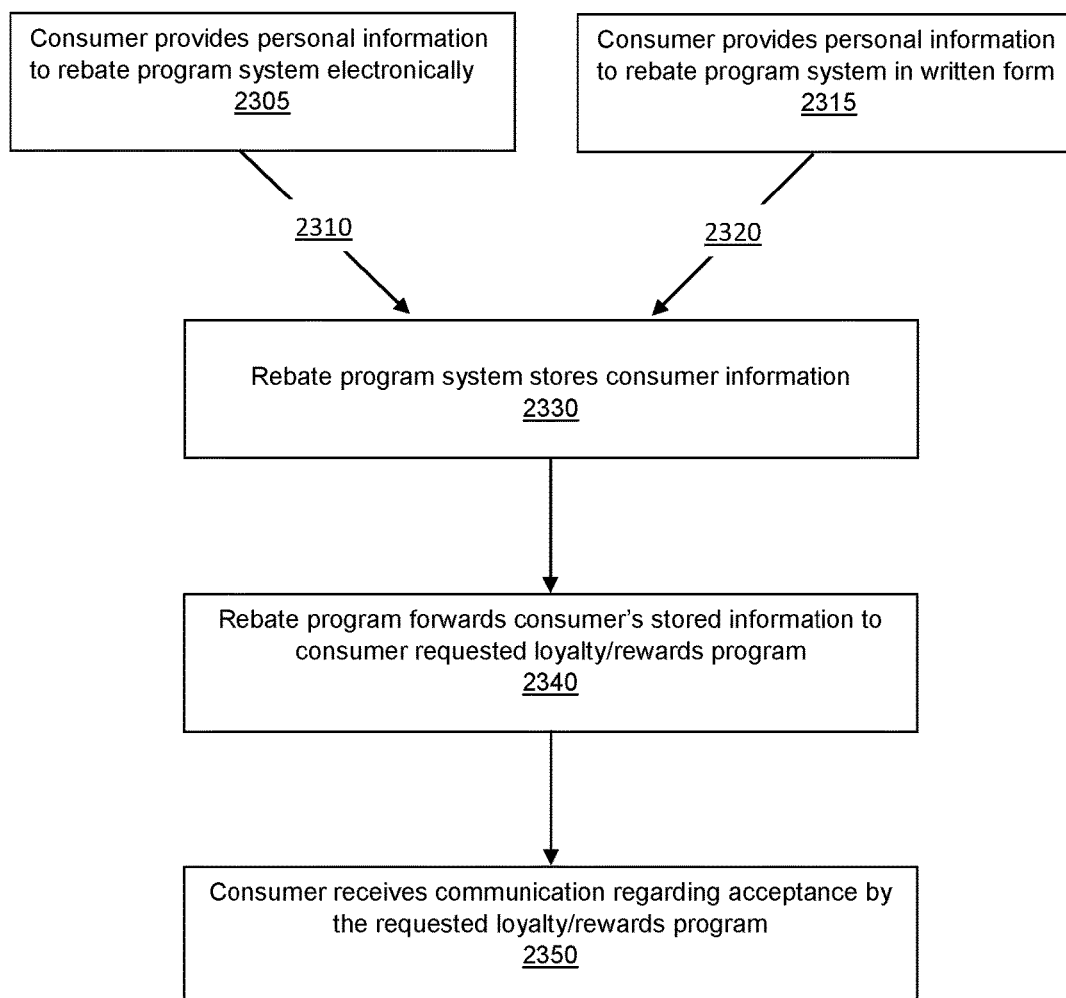 Consumer provides personal information
to rebate program system electronically
2305
Consumer provides personal information
to rebate program system in written form
2315
2310
2320
Rebate program system stores consumer information
2330
Rebate program forwards consumer's stored information to
consumer requested loyalty/rewards program
2340
Consumer receives communication regarding acceptance by
the requested loyalty/rewards program
2350